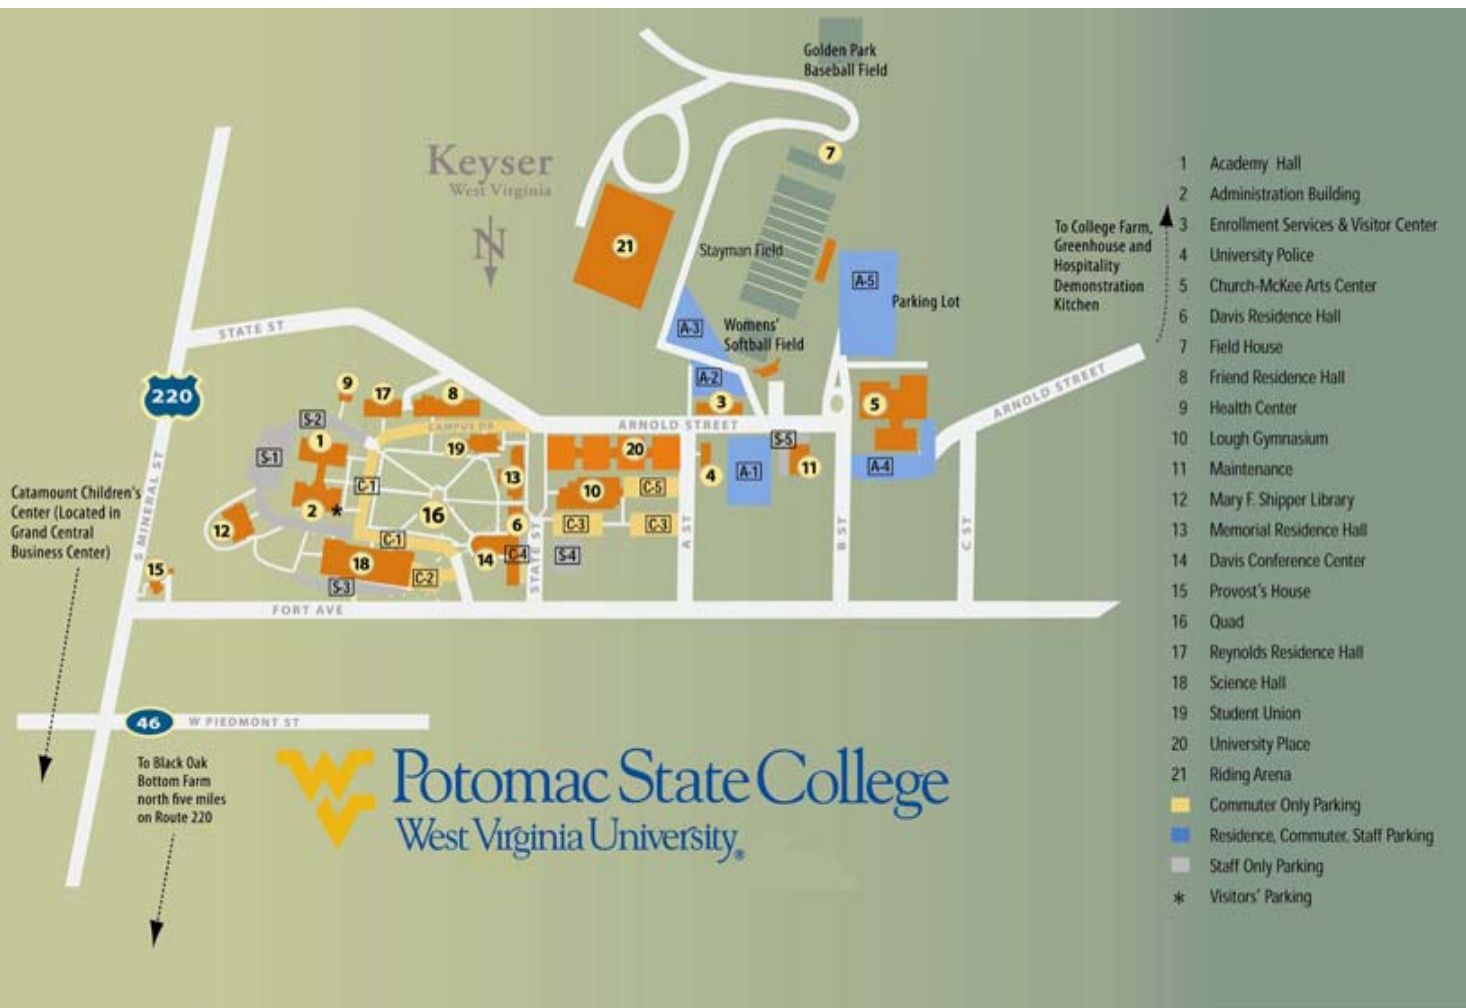 Golden Park
Baseball Field
Keyser
West Virginia
N
7
21
Stayman Field
A-5
Parking Lot
A-3
Womens'
Softball Field
To College Farm,
Greenhouse and
Hospitality
Demonstration
Kitchen
STATE ST
220
9
17
8
A-2
3
5
ARNOLD STREET
S-2
CAMPUS DR
ARNOLD STREET
1
19
20
S-5
S-1
13
4
A-1
11
A-4
C-1
10
C-5
Catamount Children's
Center (Located in
Grand Central
Business Center)
S MINERAL ST
2
*
16
6
C-3
C-3
12
C-1
STATE ST
A ST
B ST
C ST
18
14
C-4
S-4
15
C-2
S-3
FORT AVE
46
W PIEDMONT ST
To Black Oak
Bottom Farm
north five miles
on Route 220
WV
Potomac State College
West Virginia University®
1 Academy Hall
2 Administration Building
3 Enrollment Services & Visitor Center
4 University Police
5 Church-McKee Arts Center
6 Davis Residence Hall
7 Field House
8 Friend Residence Hall
9 Health Center
10 Lough Gymnasium
11 Maintenance
12 Mary F. Shipper Library
13 Memorial Residence Hall
14 Davis Conference Center
15 Provost's House
16 Quad
17 Reynolds Residence Hall
18 Science Hall
19 Student Union
20 University Place
21 Riding Arena
Commuter Only Parking
Residence, Commuter, Staff Parking
Staff Only Parking
* Visitors' Parking